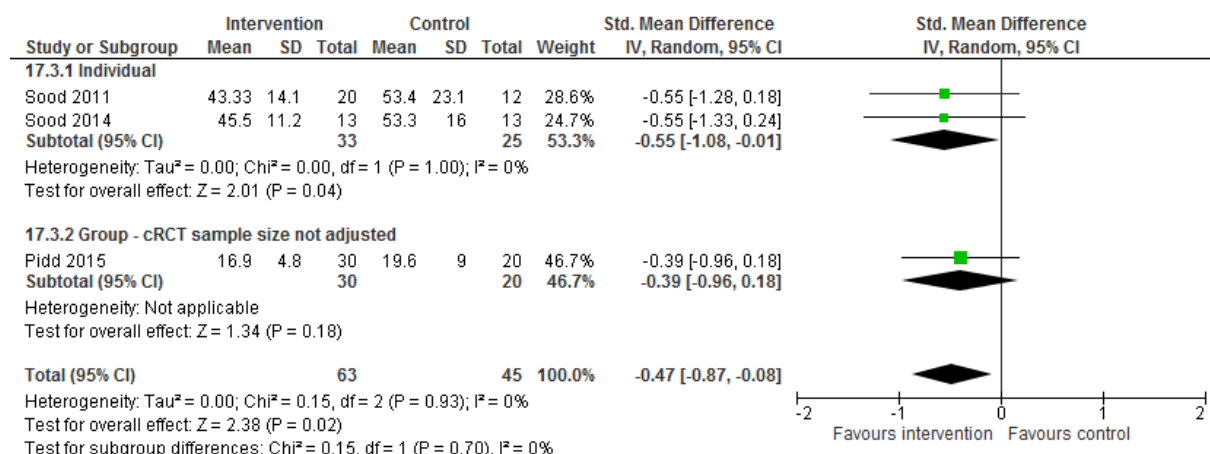 Intervention Control Std. Mean Difference Std. Mean Difference
Study or Subgroup Mean SD Total Mean SD Total Weight IV, Random, 95% CI IV, Random, 95% CI
17.3.1 Individual
Sood 2011 43.33 14.1 20 53.4 23.1 12 28.6% -0.55 [-1.28, 0.18]
Sood 2014 45.5 11.2 13 53.3 16 13 24.7% -0.55 [-1.33, 0.24]
Subtotal (95% CI) 33 25 53.3% -0.55 [-1.08, -0.01]
Heterogeneity: Tau² = 0.00; Chi² = 0.00, df = 1 (P = 1.00); I² = 0%
Test for overall effect: Z = 2.01 (P = 0.04)
17.3.2 Group - cRCT sample size not adjusted
Pidd 2015 16.9 4.8 30 19.6 9 20 46.7% -0.39 [-0.96, 0.18]
Subtotal (95% CI) 30 20 46.7% -0.39 [-0.96, 0.18]
Heterogeneity: Not applicable
Test for overall effect: Z = 1.34 (P = 0.18)
Total (95% CI) 63 45 100.0% -0.47 [-0.87, -0.08]
Heterogeneity: Tau² = 0.00; Chi² = 0.15, df = 2 (P = 0.93); I² = 0%
Test for overall effect: Z = 2.38 (P = 0.02)
Test for subgroup differences: Chi² = 0.15, df = 1 (P = 0.70), I² = 0%
-2 -1 0 1 2
Favours intervention Favours control